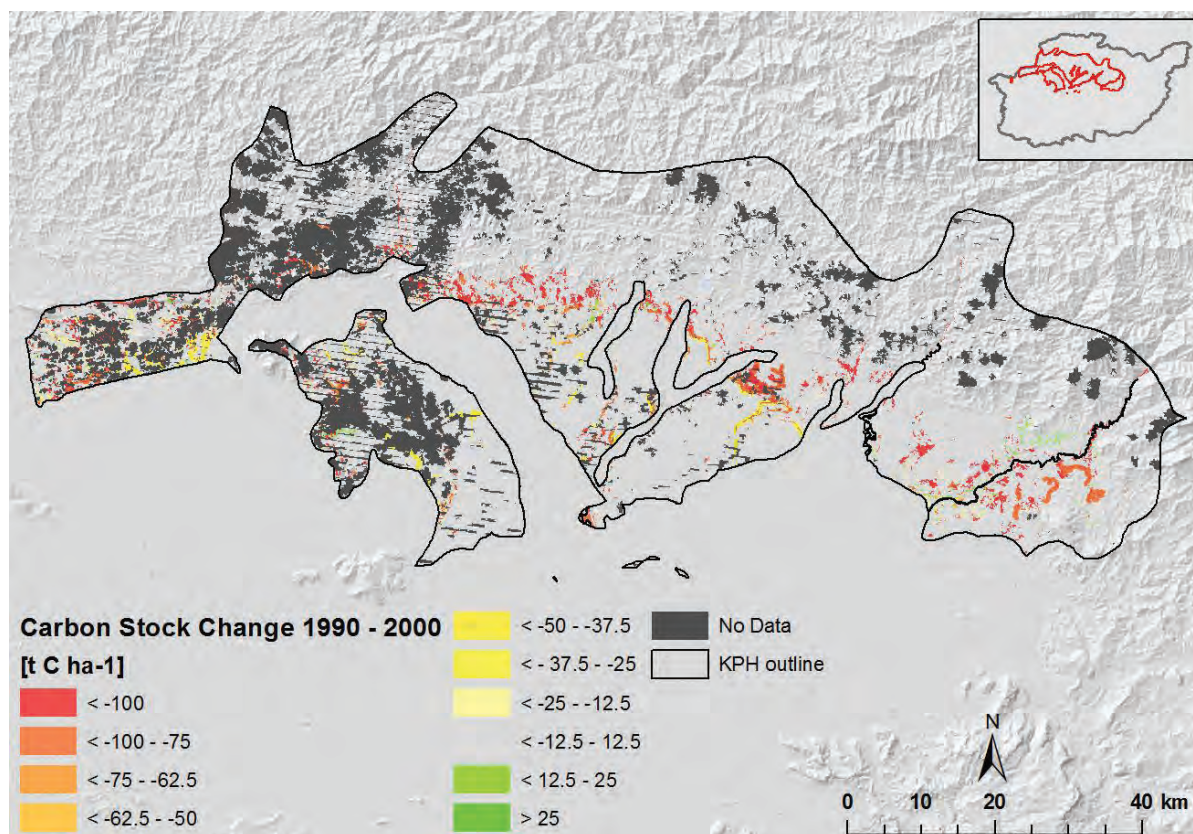 Carbon Stock Change 1990 - 2000
[t C ha-1]
< -100
< -100 - -75
< -75 - -62.5
< -62.5 - -50
< -50 - -37.5
< - 37.5 - -25
< -25 - -12.5
< -12.5 - 12.5
< 12.5 - 25
> 25
No Data
KPH outline
N
0 10 20 40 km